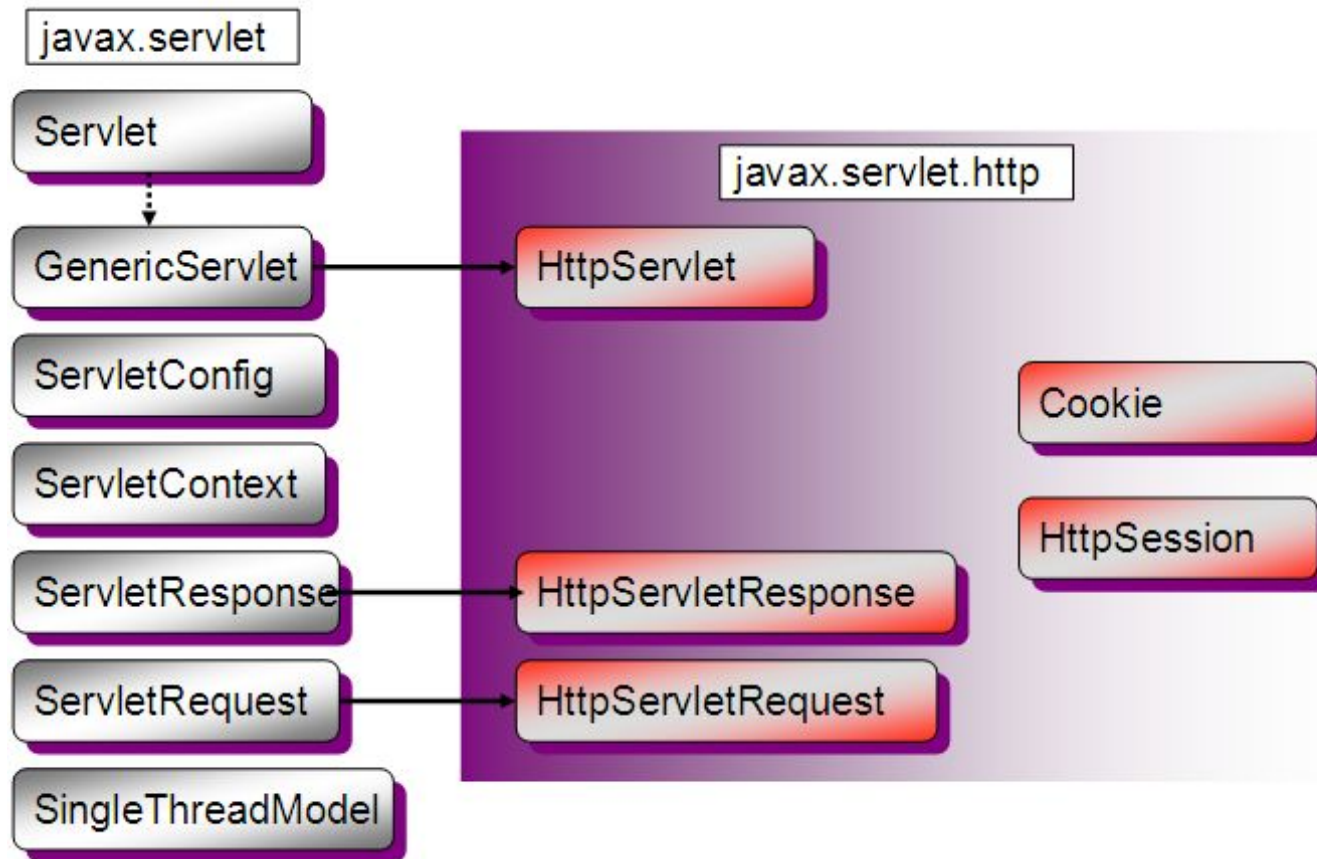 javax.servlet
Servlet
javax.servlet.http
GenericServlet
HttpServlet
ServletConfig
Cookie
ServletContext
HttpSession
ServletResponse
HttpServletResponse
ServletRequest
HttpServletRequest
SingleThreadModel